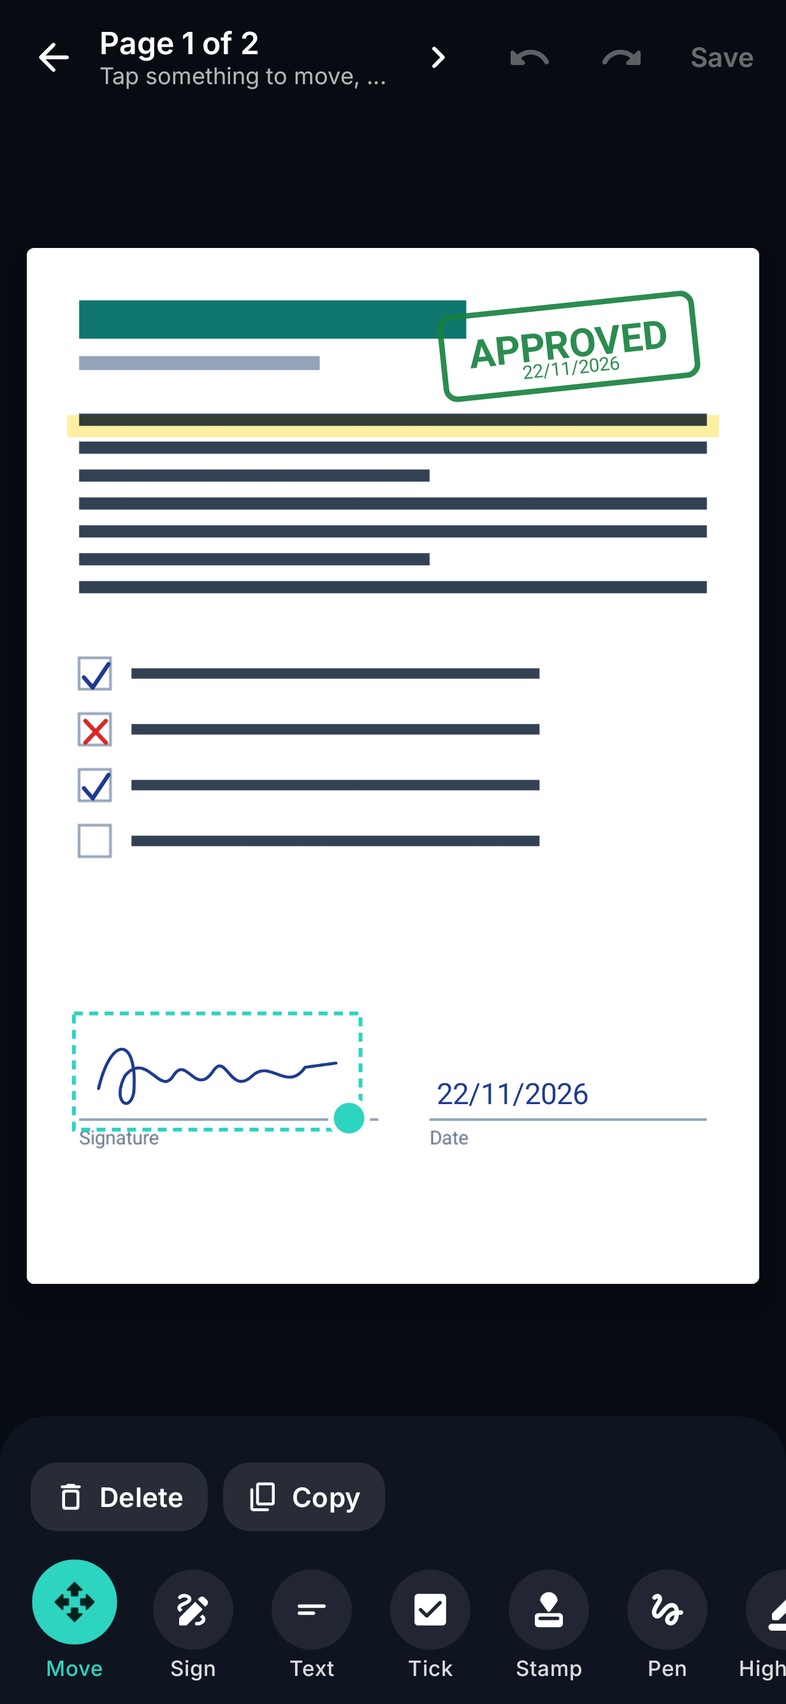 Page 1 of 2
Tap something to move, ...
Save
APPROVED
22/11/2026
22/11/2026
Signature
Date
Delete
Copy
Move
Sign
Text
Tick
Stamp
Pen
High